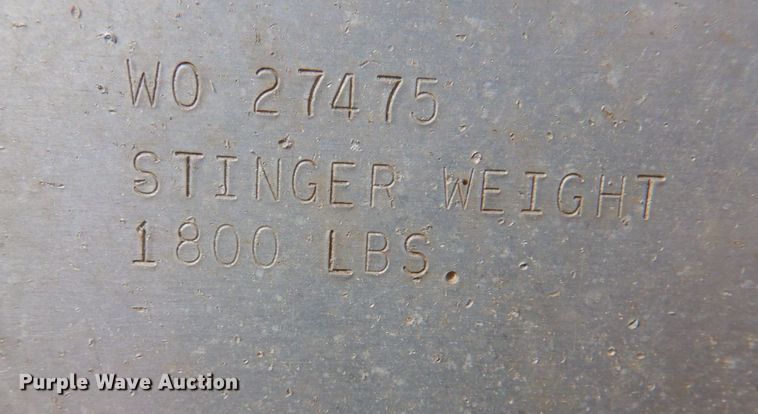 WO 27475
STINGER WEIGHT
1800 LBS.
Purple Wave Auction